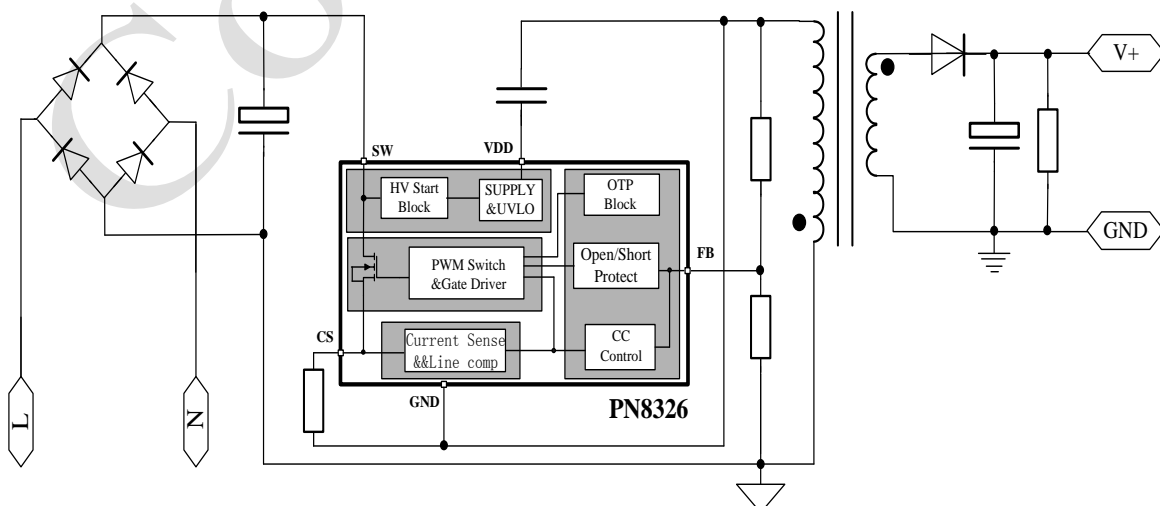 V+
SW
VDD
HV Start
Block
SUPPLY
&UVLO
OTP
Block
PWM Switch
&Gate Driver
Open/Short
Protect
FB
GND
CS
Current Sense
&&Line comp
CC
Control
GND
PN8326
L
N